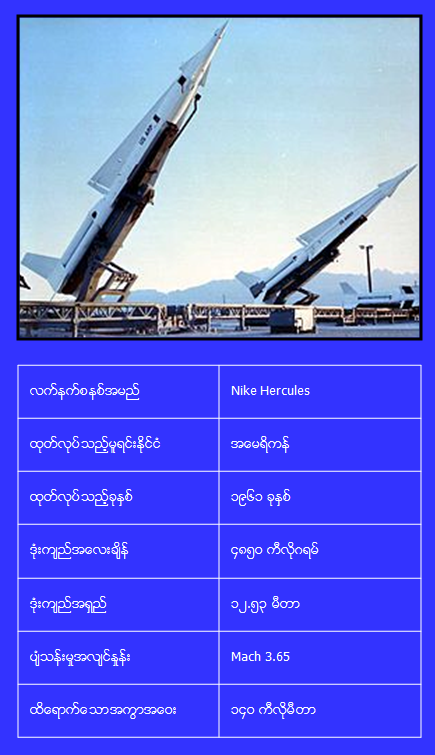 US ARMY
US ARMY
လက်နက်စနစ်အမည် Nike Hercules
ထုတ်လုပ်သည့်မူရင်းနိုင်ငံ အမေရိကန်
ထုတ်လုပ်သည့်ခုနှစ် ၁၉၆၁ ခုနှစ်
ဒုံးကျည်အလေးချိန် ၄၈၅၀ ကီလိုဂရမ်
ဒုံးကျည်အရှည် ၁၂.၅၃ မီတာ
ပျံသန်းမှုအလျင်နှုန်း Mach 3.65
ထိရောက်သောအကွာအဝေး ၁၄၀ ကီလိုမီတာ